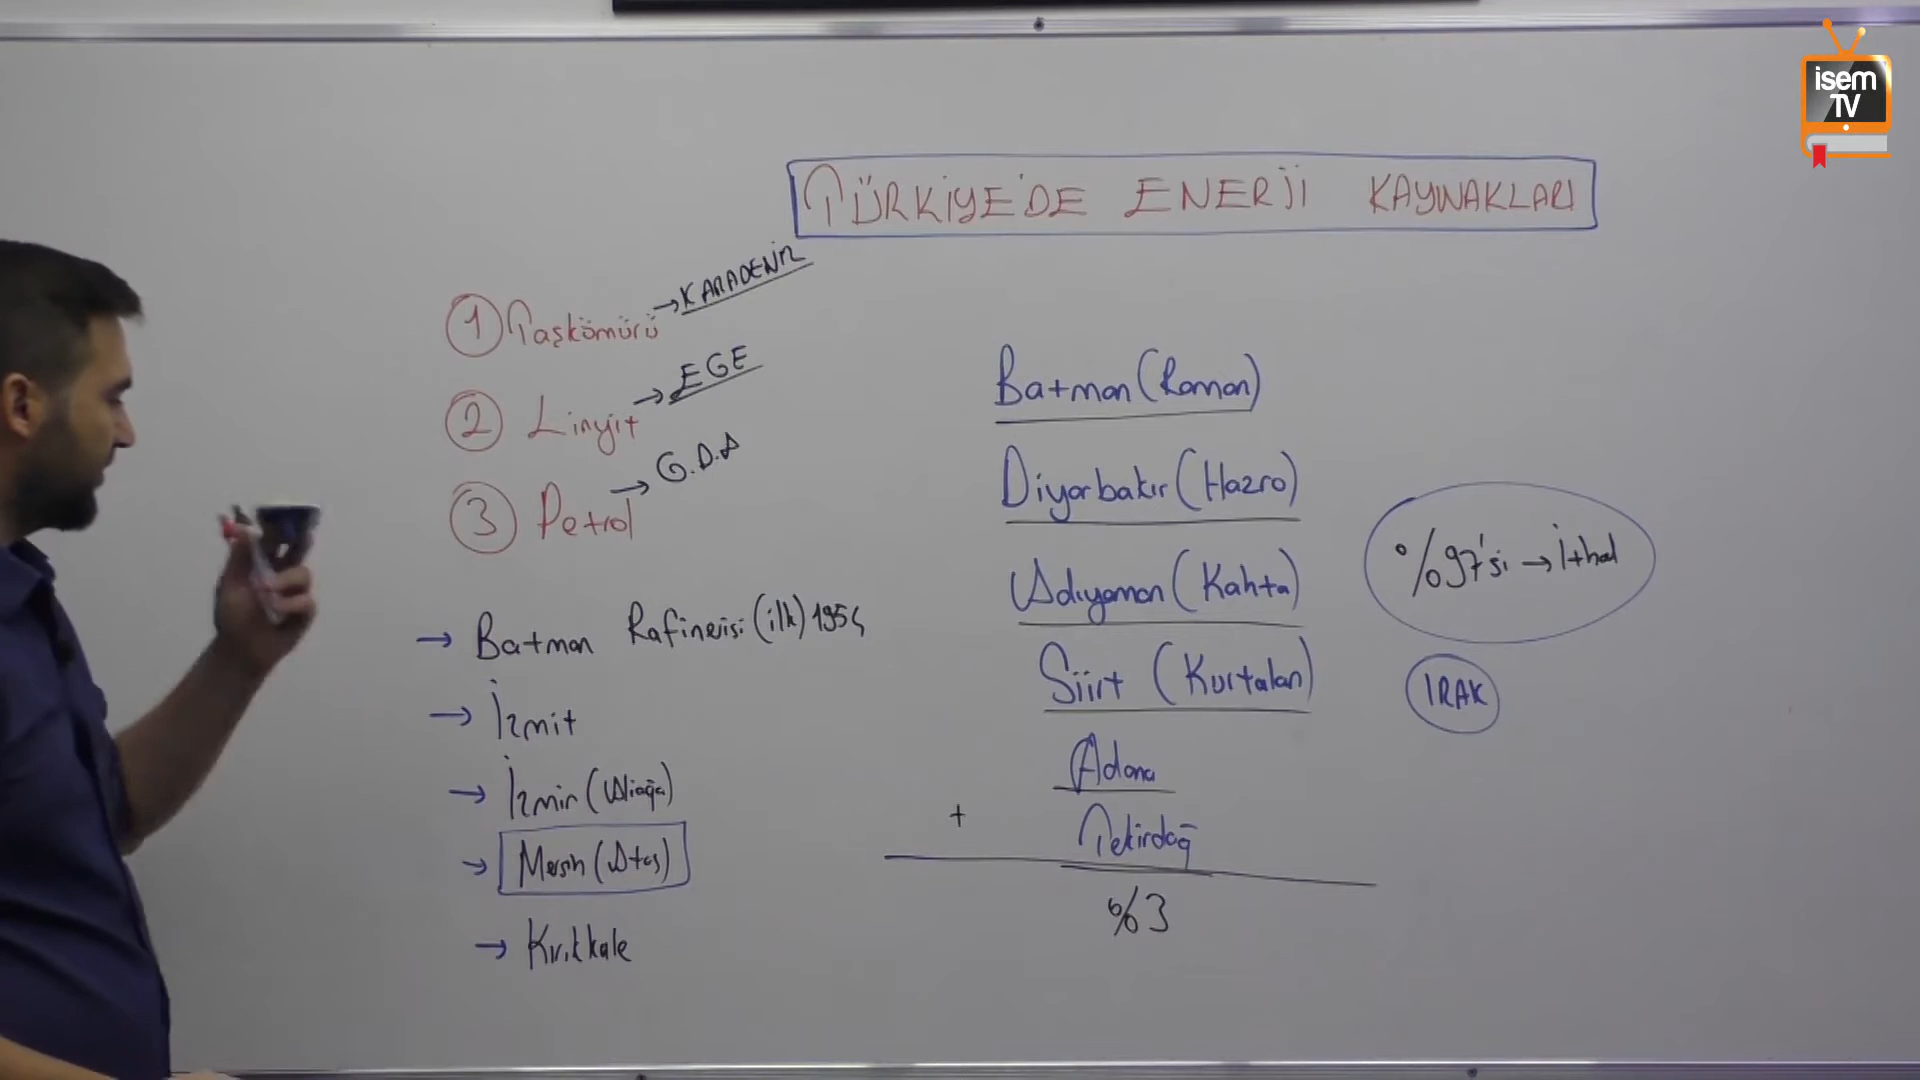 isem
TV
TÜRKİYE'DE ENERJİ KAYNAKLARI
① Taşkömürü → KARADENİZ
② Linyit → EGE
③ Petrol → G.D.A
→ Batman Rafinerisi (ilk) 1954
→ İzmit
→ İzmir (Aliağa)
→ Mersin (Ataş)
→ Kırıkkale
Batman (Raman)
Diyarbakır (Hazro)
Adıyaman (Kahta)
Siirt (Kurtalan)
Adana
+ Tekirdağ
%3
%97'si → İthal
IRAK